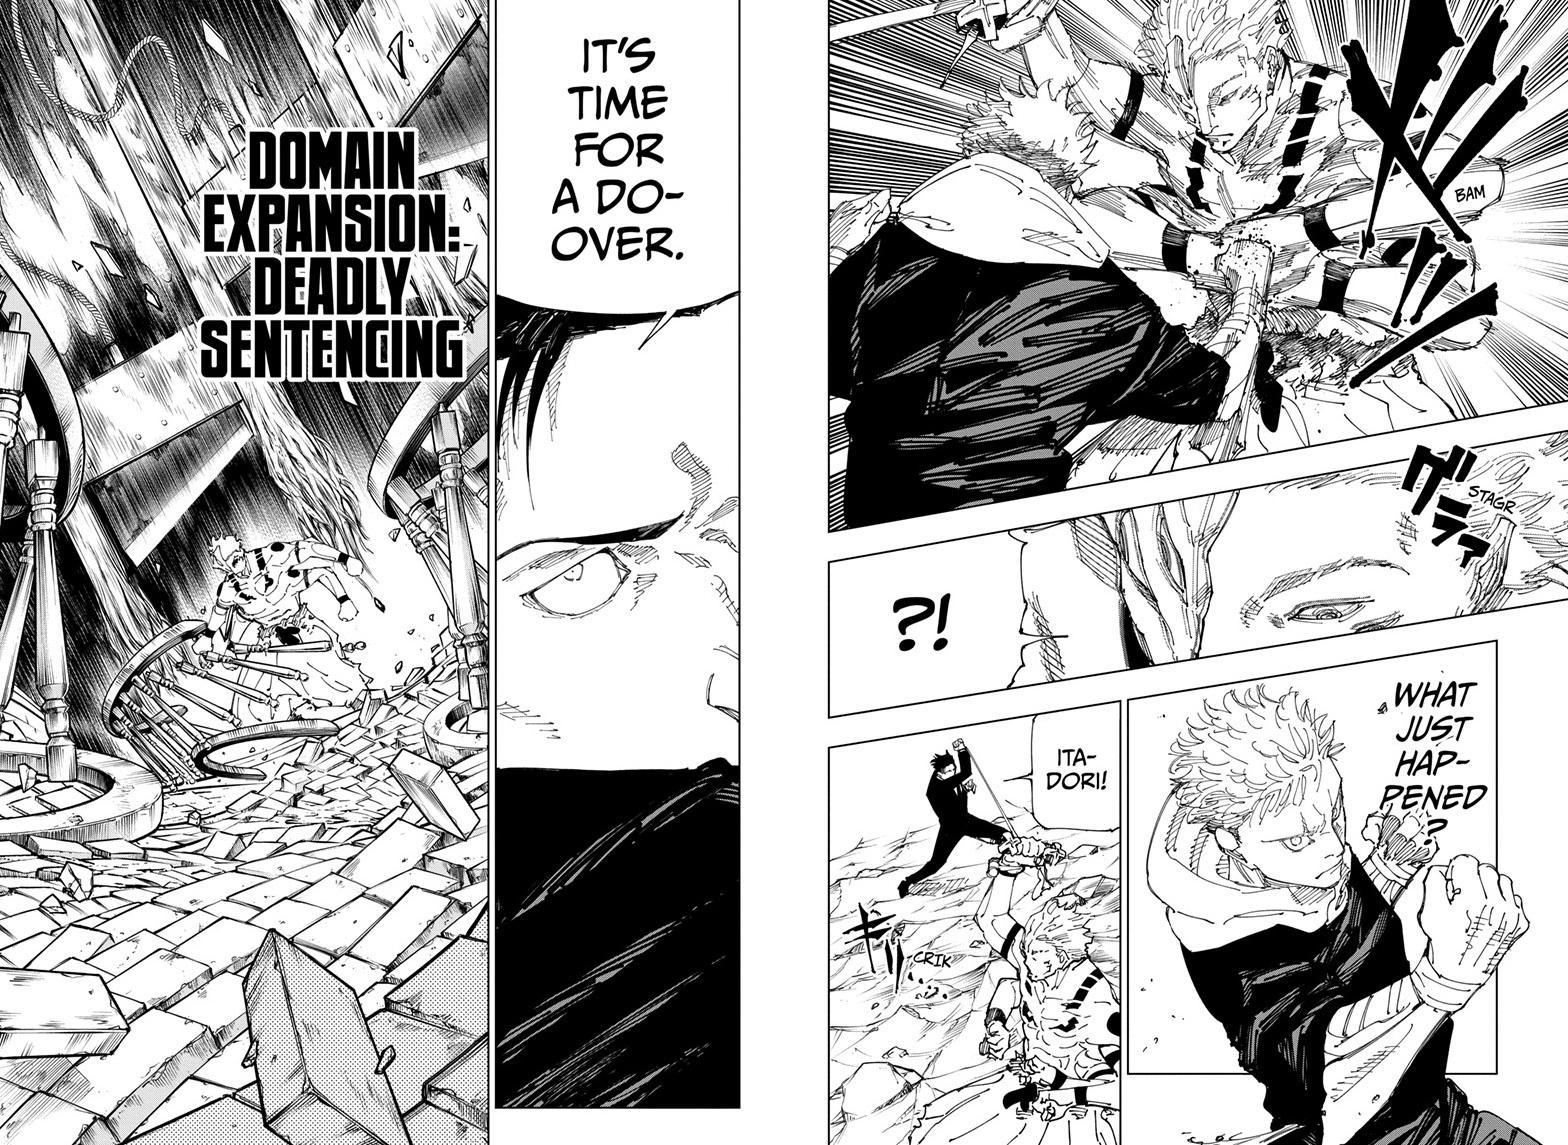 BAM
グラァ
STAGR
?!
WHAT
JUST
HAP-
PENED
?
ITA-
DORI!
CRIK
IT'S
TIME
FOR
A DO-
OVER.
DOMAIN
EXPANSION:
DEADLY
SENTENCING